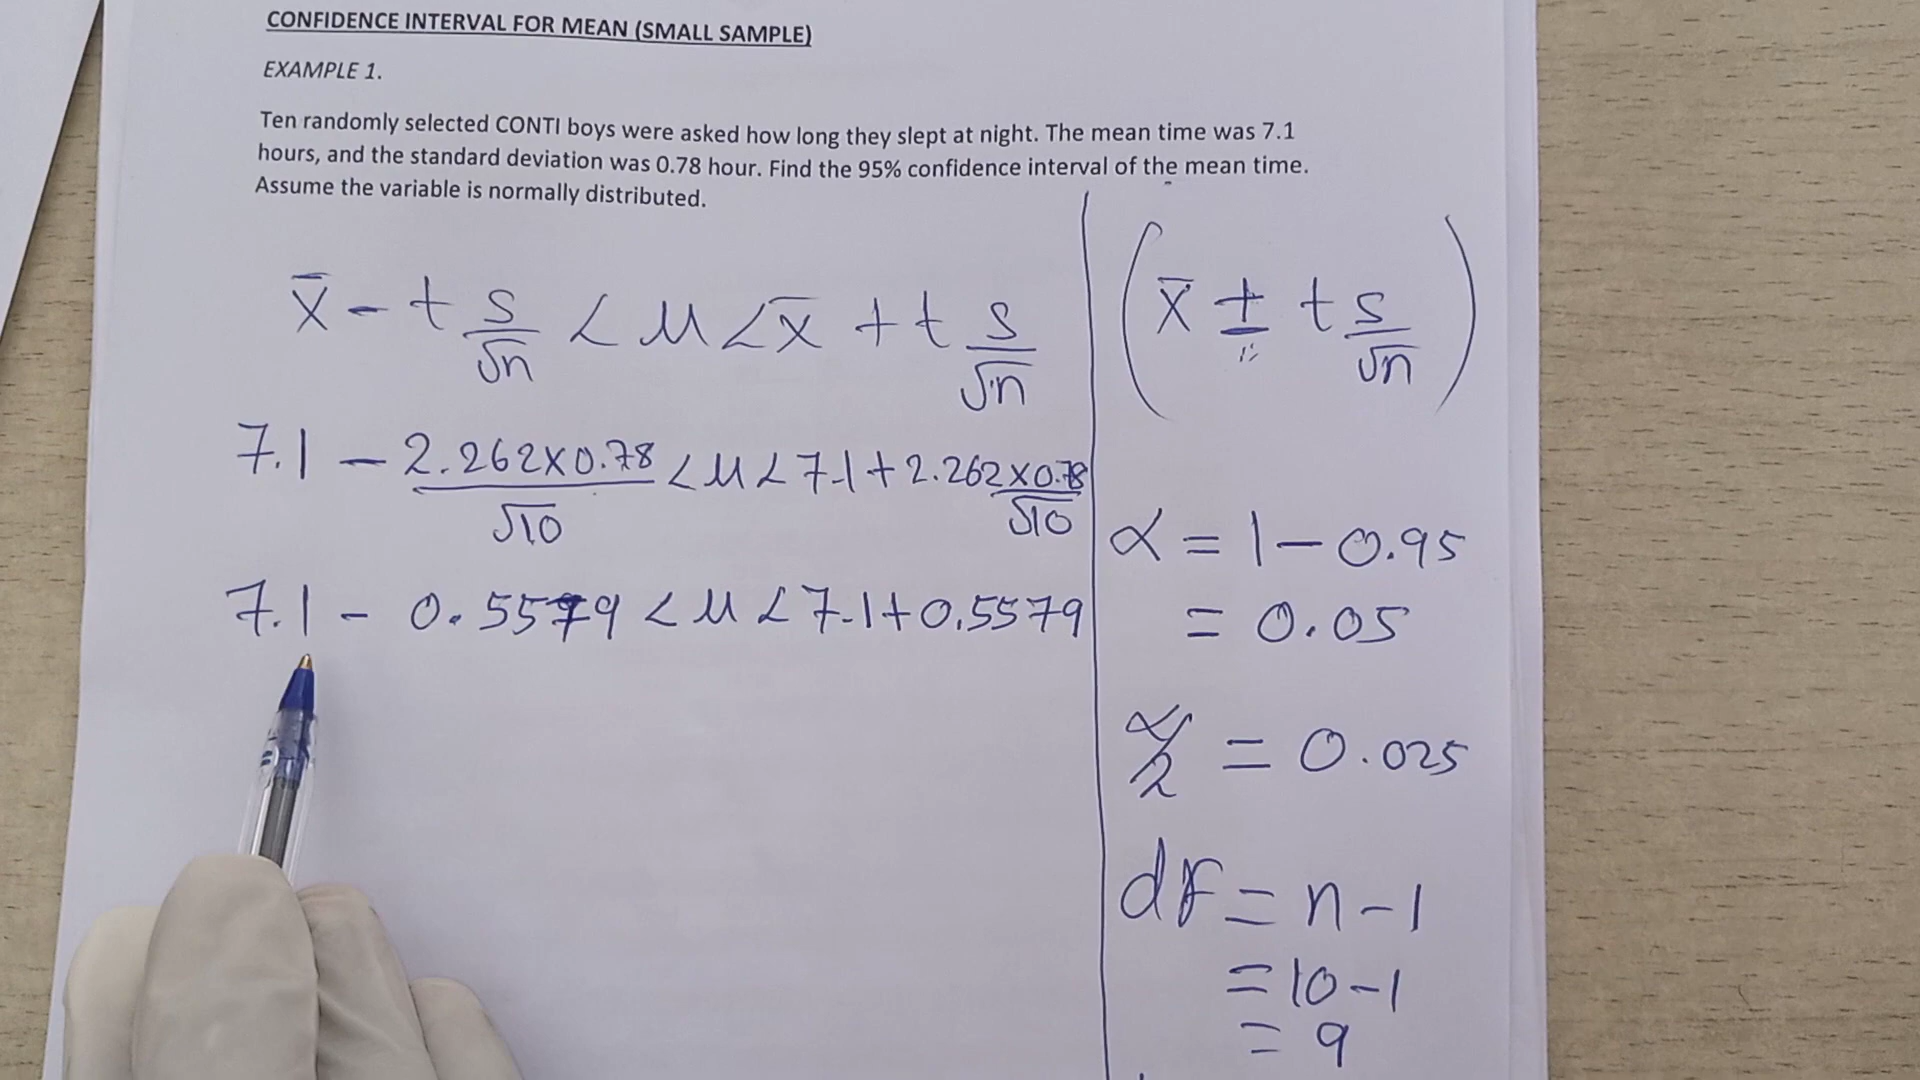 CONFIDENCE INTERVAL FOR MEAN (SMALL SAMPLE)
EXAMPLE 1.
Ten randomly selected CONTI boys were asked how long they slept at night. The mean time was 7.1
hours, and the standard deviation was 0.78 hour. Find the 95% confidence interval of the mean time.
Assume the variable is normally distributed.
x̄ - t s/√n < μ < x̄ + t s/√n
7.1 - 2.262×0.78/√10 < μ < 7.1 + 2.262×0.78/√10
7.1 - 0.5579 < μ < 7.1 + 0.5579
(x̄ ± t s/√n)
α = 1 - 0.95
= 0.05
α/2 = 0.025
df = n - 1
= 10 - 1
= 9